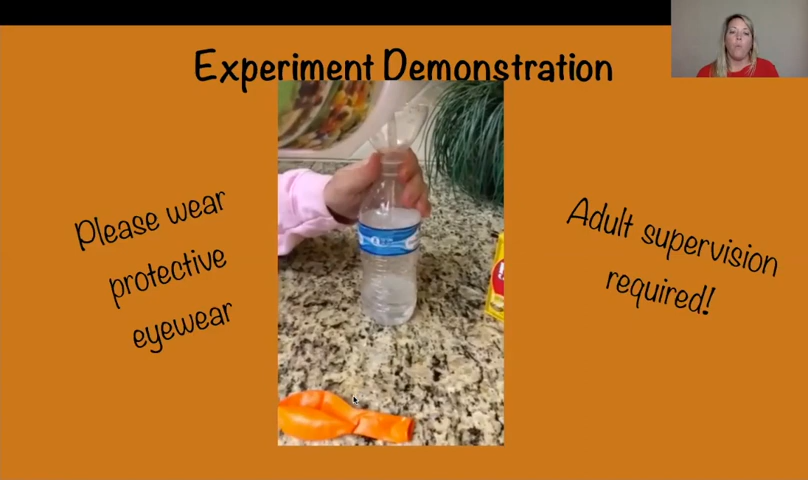 Experiment Demonstration
Please wear
protective
eyewear
Adult supervision
required!